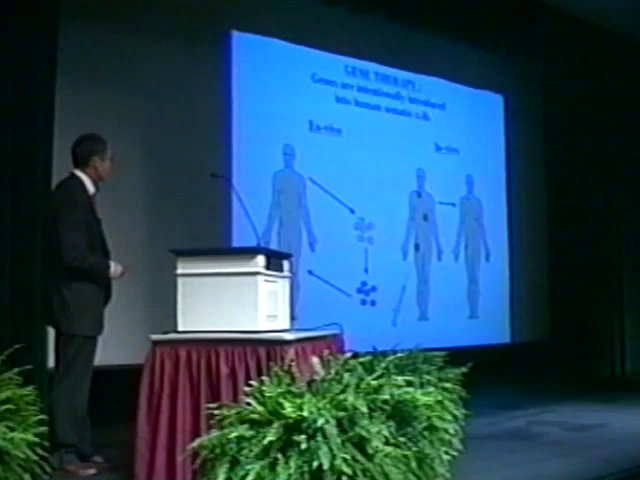 GENE THERAPY :
Genes are intentionally introduced
into human somatic cells
Ex-vivo
In-vivo